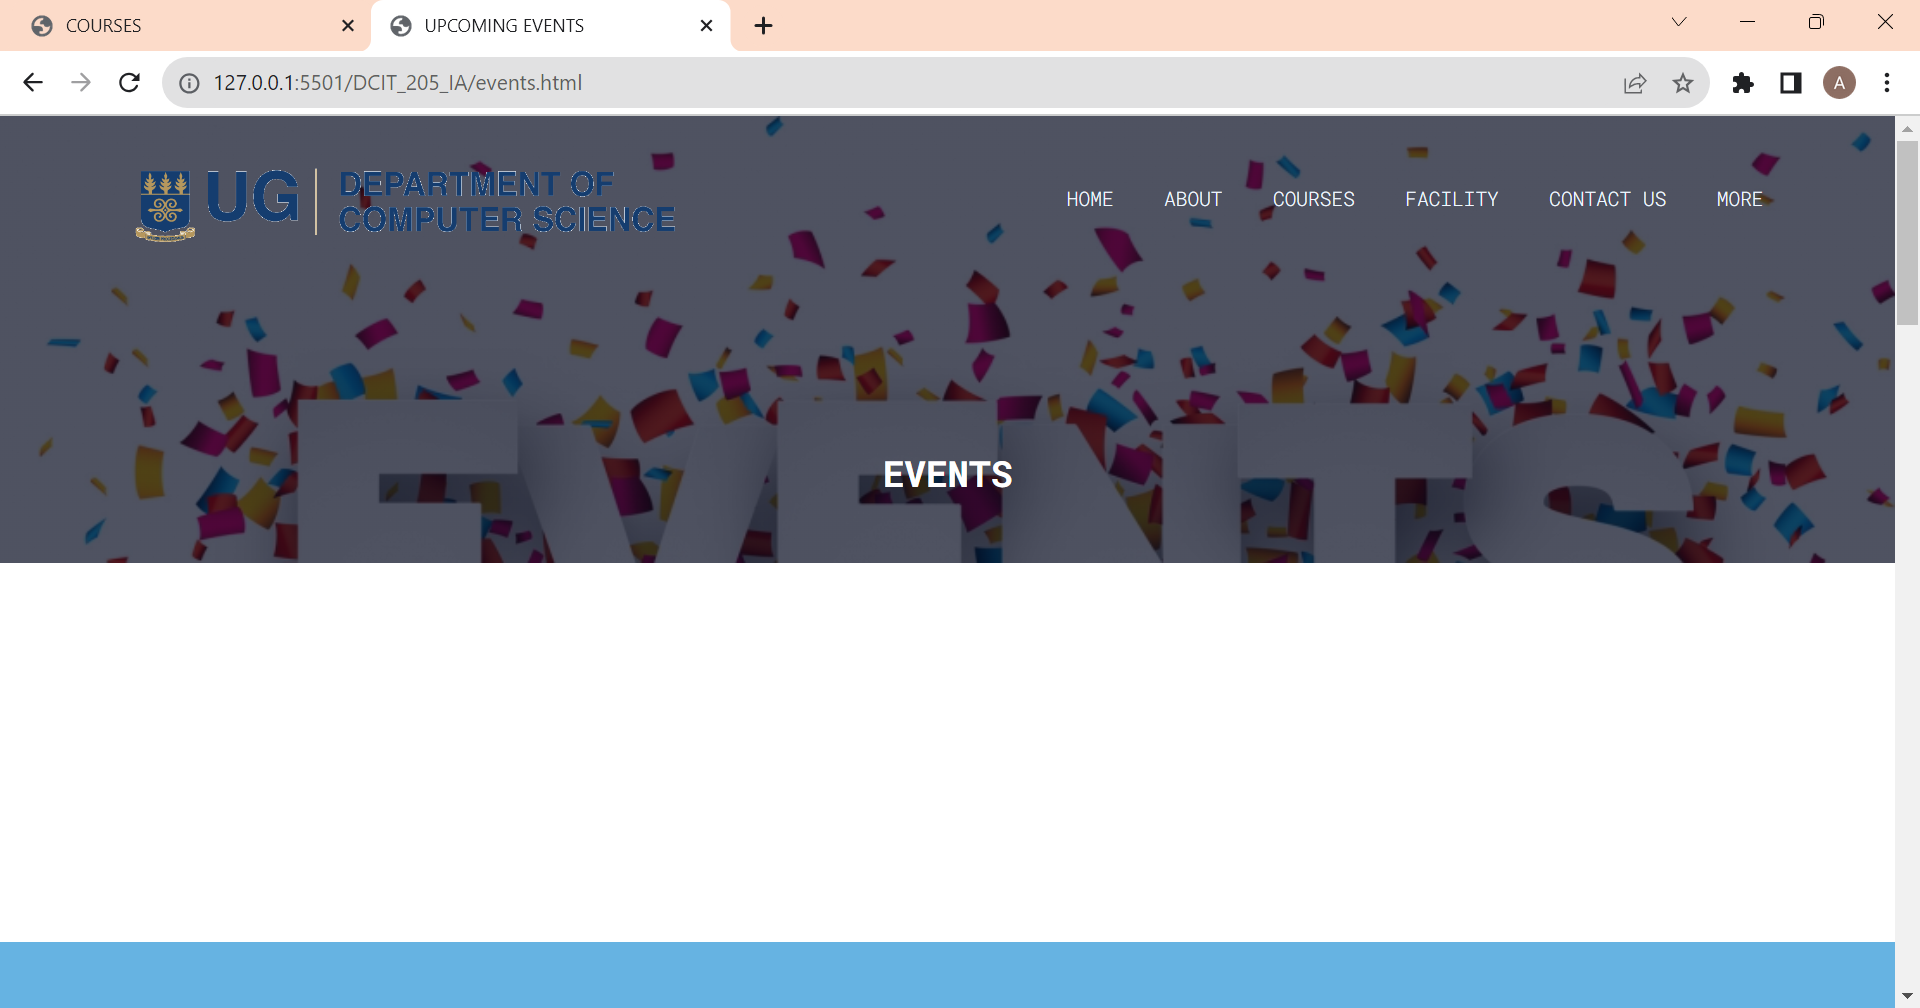 COURSES
UPCOMING EVENTS
127.0.0.1:5501/DCIT_205_IA/events.html
A
UG
DEPARTMENT OF
COMPUTER SCIENCE
HOME ABOUT COURSES FACILITY CONTACT US MORE
EVENTS
EVENTS